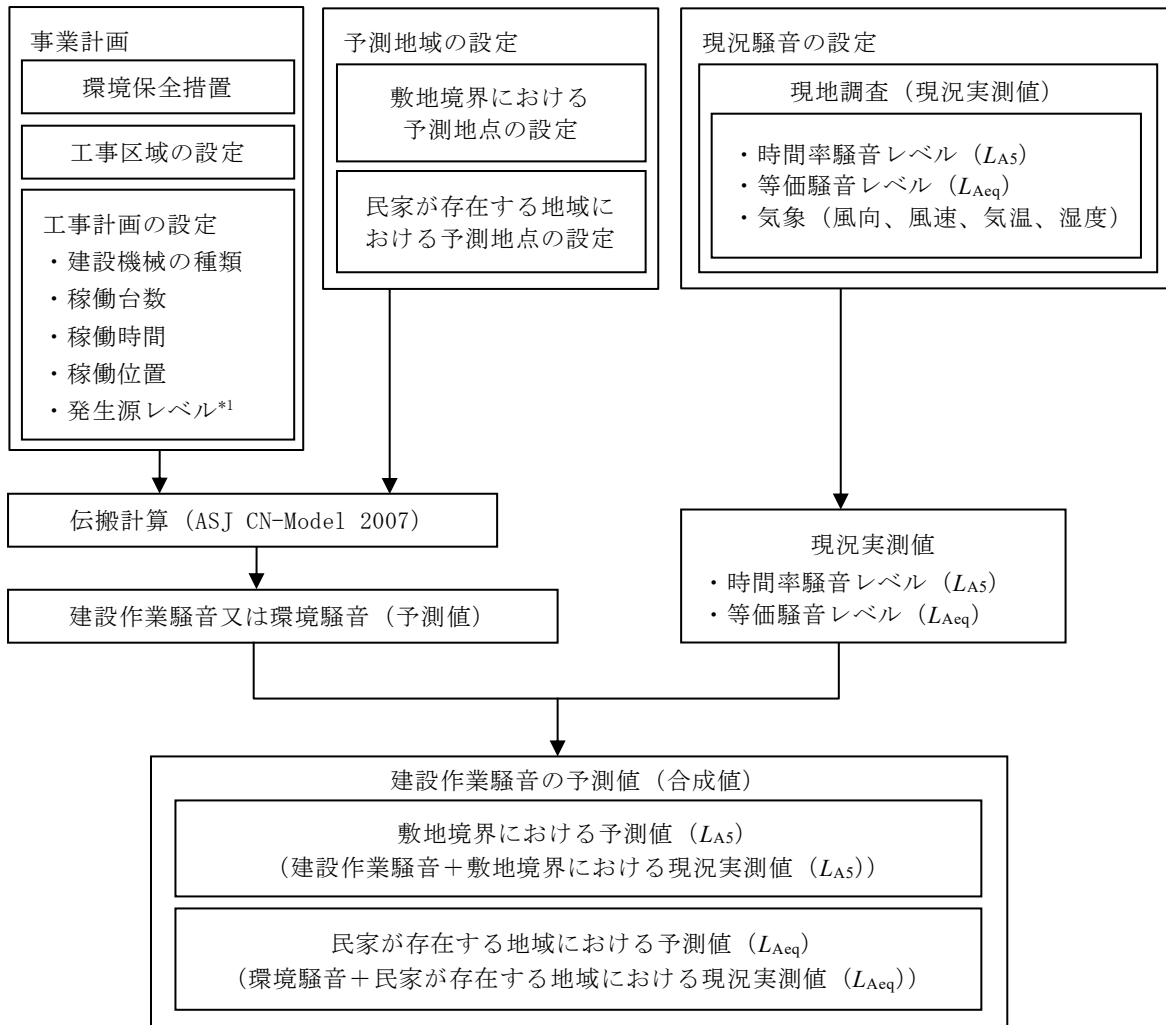 事業計画
環境保全措置
工事区域の設定
工事計画の設定
・建設機械の種類
・稼働台数
・稼働時間
・稼働位置
・発生源レベル*1
予測地域の設定
敷地境界における
予測地点の設定
民家が存在する地域に
おける予測地点の設定
現況騒音の設定
現地調査(現況実測値)
・時間率騒音レベル(LA5)
・等価騒音レベル(LAeq)
・気象(風向、風速、気温、湿度)
伝搬計算(ASJ CN-Model 2007)
建設作業騒音又は環境騒音(予測値)
現況実測値
・時間率騒音レベル(LA5)
・等価騒音レベル(LAeq)
建設作業騒音の予測値(合成値)
敷地境界における予測値(LA5)
(建設作業騒音+敷地境界における現況実測値(LA5))
民家が存在する地域における予測値(LAeq)
(環境騒音+民家が存在する地域における現況実測値(LAeq))